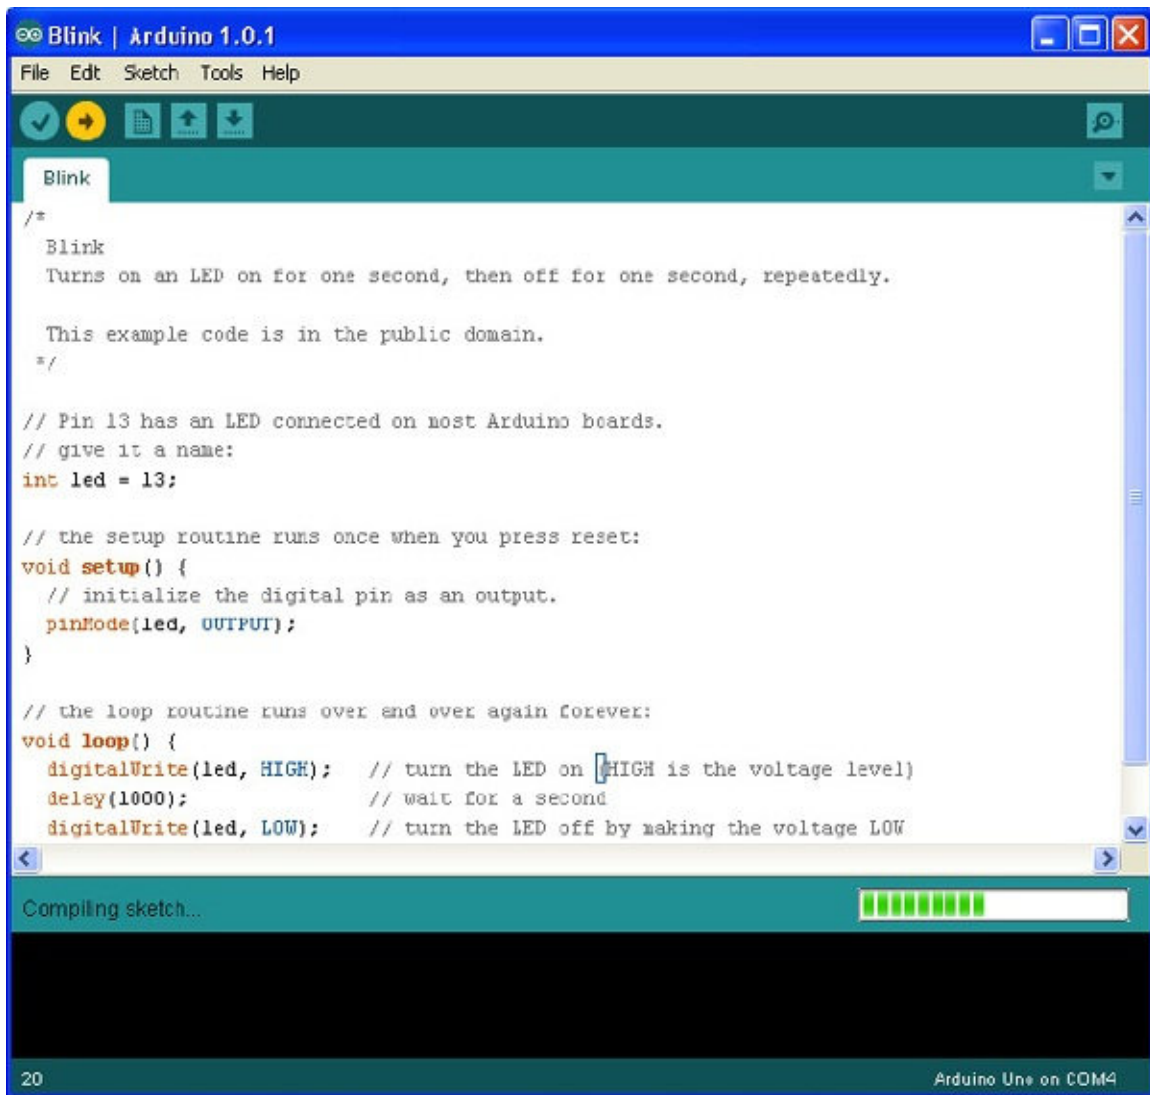 Blink | Arduino 1.0.1
File Edit Sketch Tools Help
Blink
/*
Blink
Turns on an LED on for one second, then off for one second, repeatedly.
This example code is in the public domain.
*/
// Pin 13 has an LED connected on most Arduino boards.
// give it a name:
int led = 13;
// the setup routine runs once when you press reset:
void setup() {
// initialize the digital pin as an output.
pinMode(led, OUTPUT);
}
// the loop routine runs over and over again forever:
void loop() {
digitalWrite(led, HIGH); // turn the LED on (HIGH is the voltage level)
delay(1000); // wait for a second
digitalWrite(led, LOW); // turn the LED off by making the voltage LOW
Compiling sketch...
20 Arduino Uno on COM4